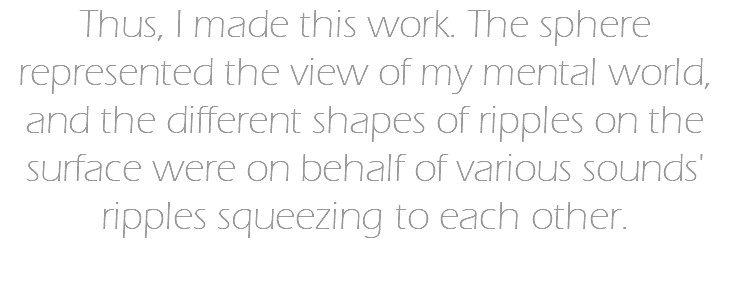 Thus, I made this work. The sphere
represented the view of my mental world,
and the different shapes of ripples on the
surface were on behalf of various sounds'
ripples squeezing to each other.